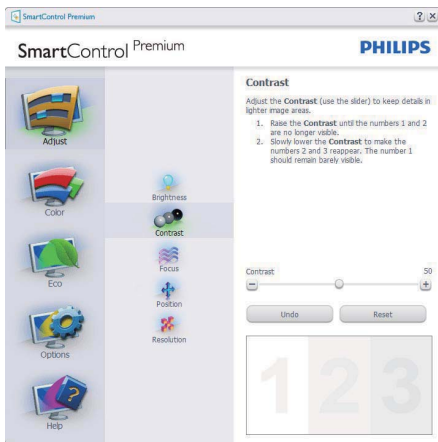 SmartControl Premium
SmartControl Premium
PHILIPS
Adjust
Color
Eco
Options
Help
Brightness
Contrast
Focus
Position
Resolution
Contrast
Adjust the Contrast (use the slider) to keep details in
lighter image areas.
1. Raise the Contrast until the numbers 1 and 2
are no longer visible.
2. Slowly lower the Contrast to make the
numbers 2 and 3 reappear. The number 1
should remain barely visible.
Contrast 50
Undo Reset
1 2 3